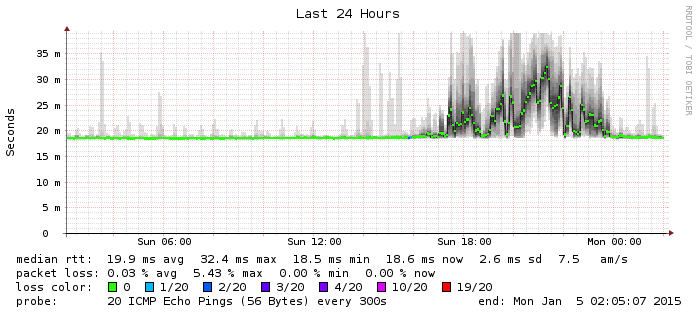 Last 24 Hours
RRDTOOL / TOBI OETIKER
Seconds
35 m
30 m
25 m
20 m
15 m
10 m
5 m
0
Sun 06:00 Sun 12:00 Sun 18:00 Mon 00:00
median rtt: 19.9 ms avg 32.4 ms max 18.5 ms min 18.6 ms now 2.6 ms sd 7.5 am/s
packet loss: 0.03 % avg 5.43 % max 0.00 % min 0.00 % now
loss color: 0 1/20 2/20 3/20 4/20 10/20 19/20
probe: 20 ICMP Echo Pings (56 Bytes) every 300s end: Mon Jan 5 02:05:07 2015